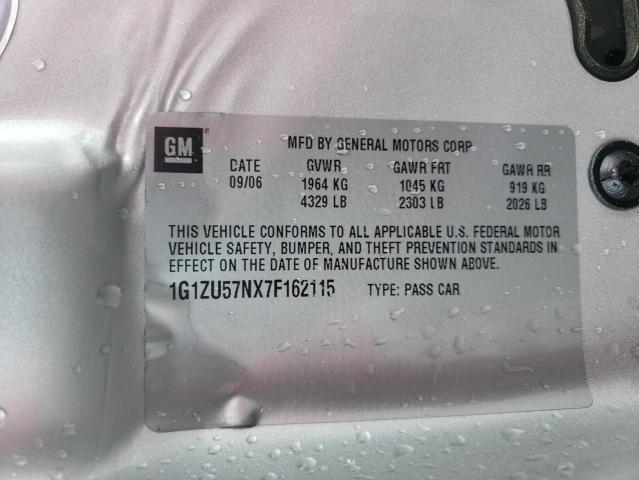 GM®
MFD BY GENERAL MOTORS CORP
DATE GVWR GAWR FRT GAWR RR
09/06 1964 KG 1045 KG 919 KG
4329 LB 2303 LB 2026 LB
THIS VEHICLE CONFORMS TO ALL APPLICABLE U.S. FEDERAL MOTOR
VEHICLE SAFETY, BUMPER, AND THEFT PREVENTION STANDARDS IN
EFFECT ON THE DATE OF MANUFACTURE SHOWN ABOVE.
1G1ZU57NX7F162115 TYPE: PASS CAR